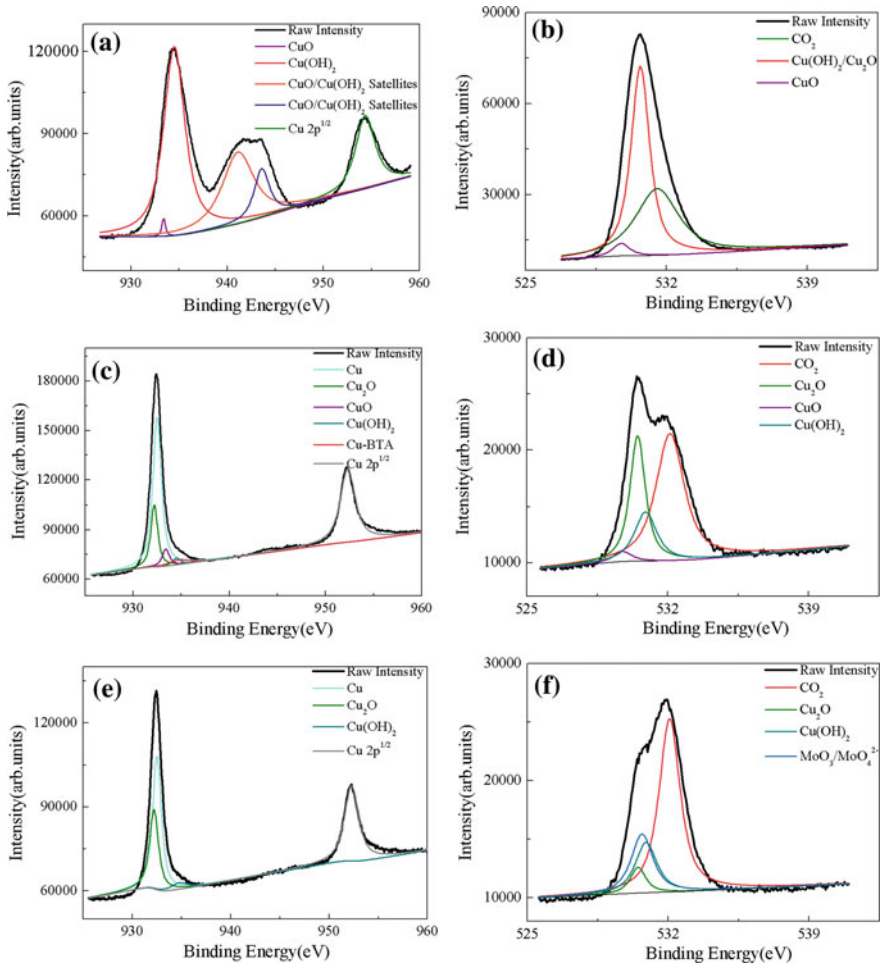 (a)
Raw Intensity
CuO
Cu(OH)₂
CuO/Cu(OH)₂ Satellites
CuO/Cu(OH)₂ Satellites
Cu 2p¹/²
Intensity(arb.units)
120000
90000
60000
930 940 950 960
Binding Energy(eV)
(b)
Raw Intensity
CO₂
Cu(OH)₂/Cu₂O
CuO
Intensity(arb.units)
90000
60000
30000
525 532 539
Binding Energy(eV)
(c)
Raw Intensity
Cu
Cu₂O
CuO
Cu(OH)₂
Cu-BTA
Cu 2p¹/²
Intensity(arb.units)
180000
150000
120000
90000
60000
930 940 950 960
Binding Energy(eV)
(d)
Raw Intensity
CO₂
Cu₂O
CuO
Cu(OH)₂
Intensity(arb.units)
30000
20000
10000
525 532 539
Binding Energy(eV)
(e)
Raw Intensity
Cu
Cu₂O
Cu(OH)₂
Cu 2p¹/²
Intensity(arb.units)
120000
90000
60000
930 940 950 960
Binding Energy(eV)
(f)
Raw Intensity
CO₂
Cu₂O
Cu(OH)₂
MoO₃/MoO₄²⁻
Intensity(arb.units)
30000
20000
10000
525 532 539
Binding Energy(eV)